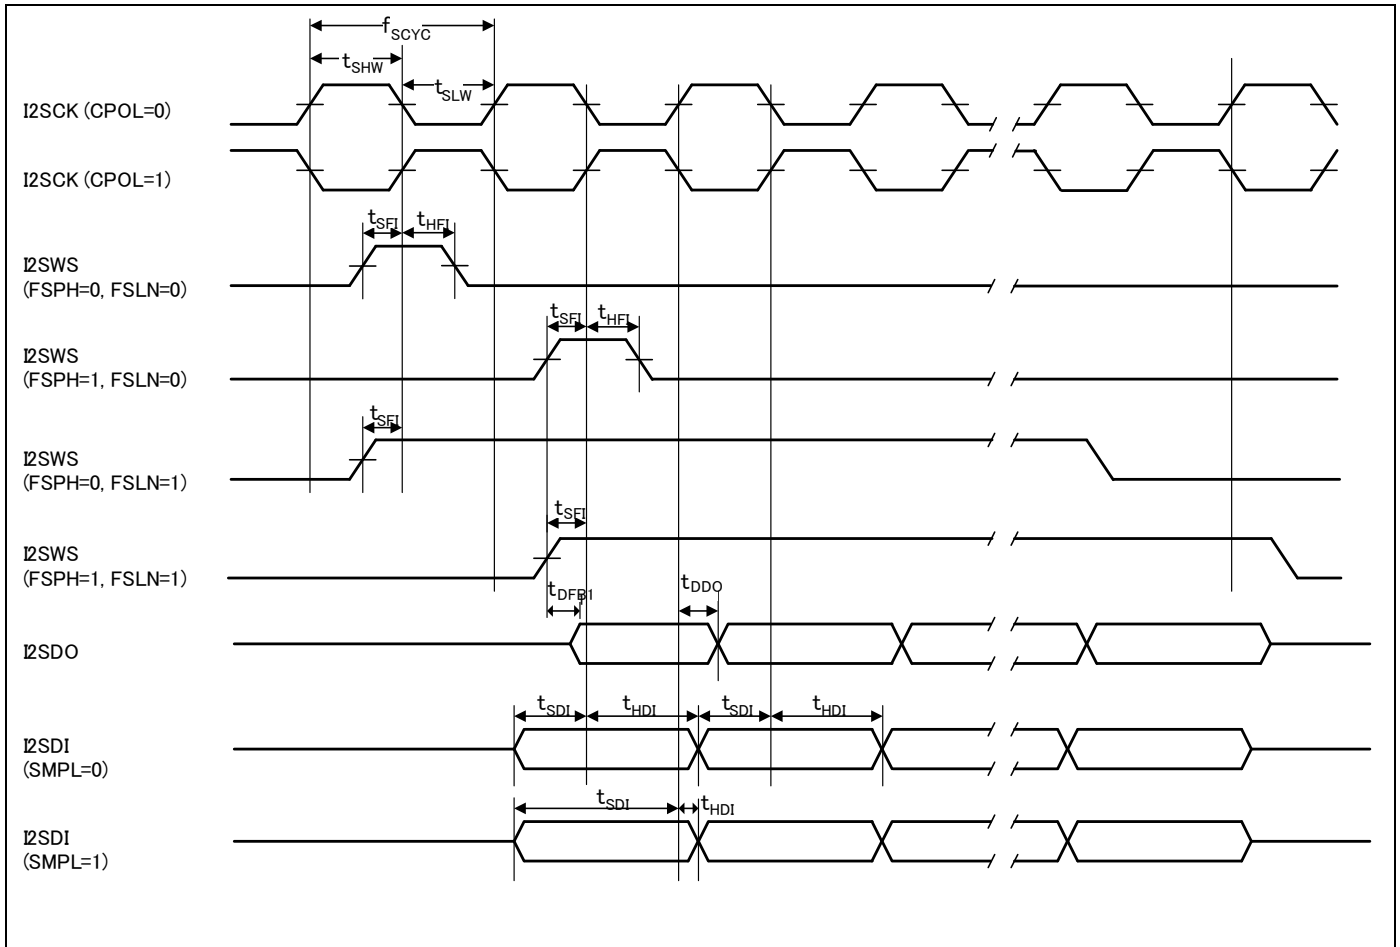 fSCYC
tSHW
tSLW
I2SCK (CPOL=0)
I2SCK (CPOL=1)
tSFI tHFI
I2SWS
(FSPH=0, FSLN=0)
tSFI tHFI
I2SWS
(FSPH=1, FSLN=0)
tSFI
I2SWS
(FSPH=0, FSLN=1)
tSFI
I2SWS
(FSPH=1, FSLN=1)
tDFB1 tDDO
I2SDO
tSDI tHDI tSDI tHDI
I2SDI
(SMPL=0)
tSDI tHDI
I2SDI
(SMPL=1)